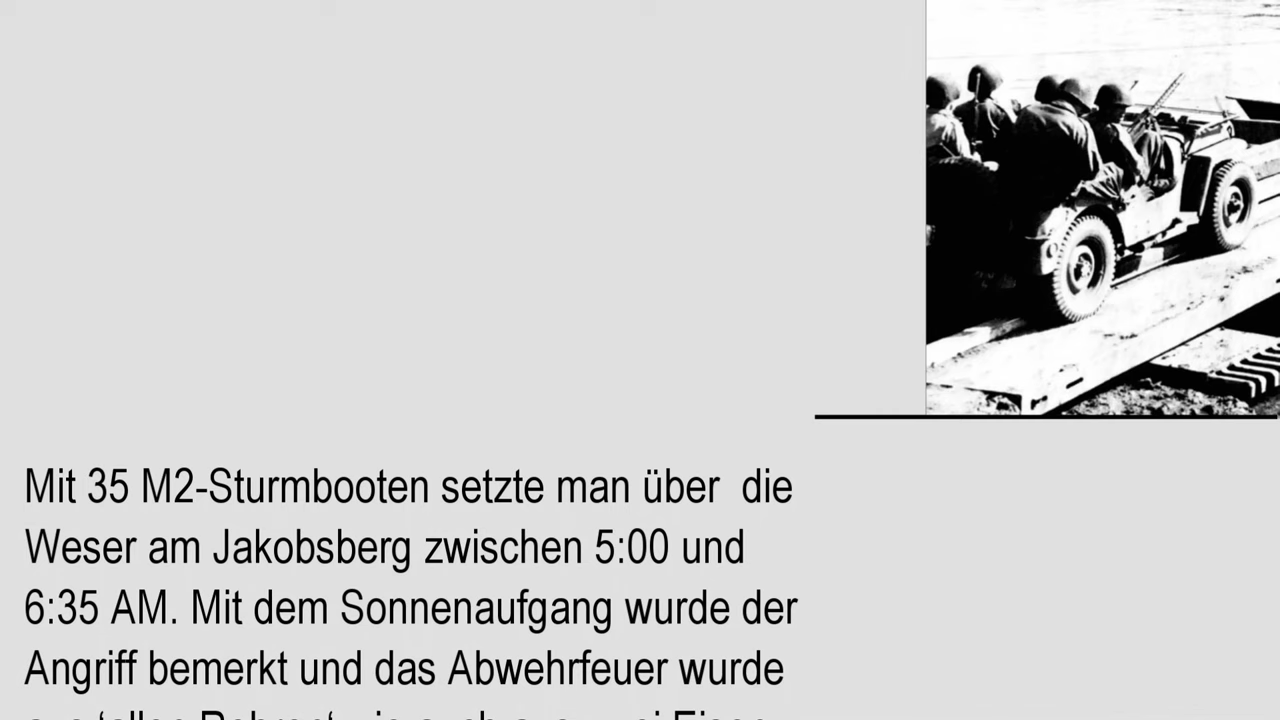 Mit 35 M2-Sturmbooten setzte man über  die
Weser am Jakobsberg zwischen 5:00 und
6:35 AM. Mit dem Sonnenaufgang wurde der
Angriff bemerkt und das Abwehrfeuer wurde